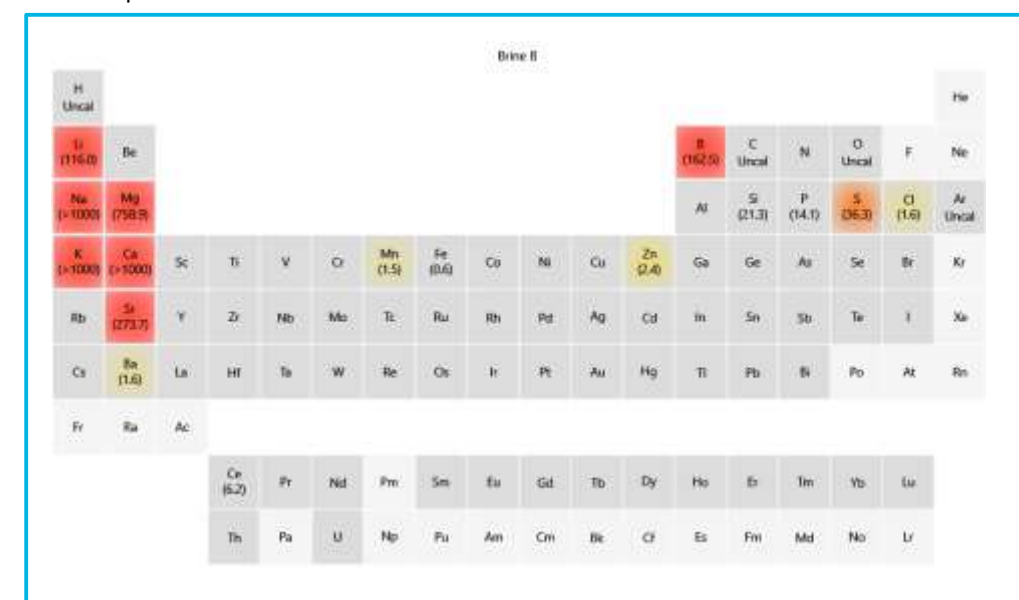 Brine B
H He
Uncal
Li Be B C N O F Ne
(116.0) (162.5) Uncal Uncal
Na Mg Al Si P S Cl Ar
(>1000) (758.9) (21.3) (14.1) (36.3) (1.6) Uncal
K Ca Sc Ti V Cr Mn Fe Co Ni Cu Zn Ga Ge As Se Br Kr
(>1000) (>1000) (1.5) (0.6) (2.4)
Rb Sr Y Zr Nb Mo Tc Ru Rh Pd Ag Cd In Sn Sb Te I Xe
(273.7)
Cs Ba La Hf Ta W Re Os Ir Pt Au Hg Tl Pb Bi Po At Rn
(1.6)
Fr Ra Ac
Ce Pr Nd Pm Sm Eu Gd Tb Dy Ho Er Tm Yb Lu
(6.2)
Th Pa U Np Pu Am Cm Bk Cf Es Fm Md No Lr